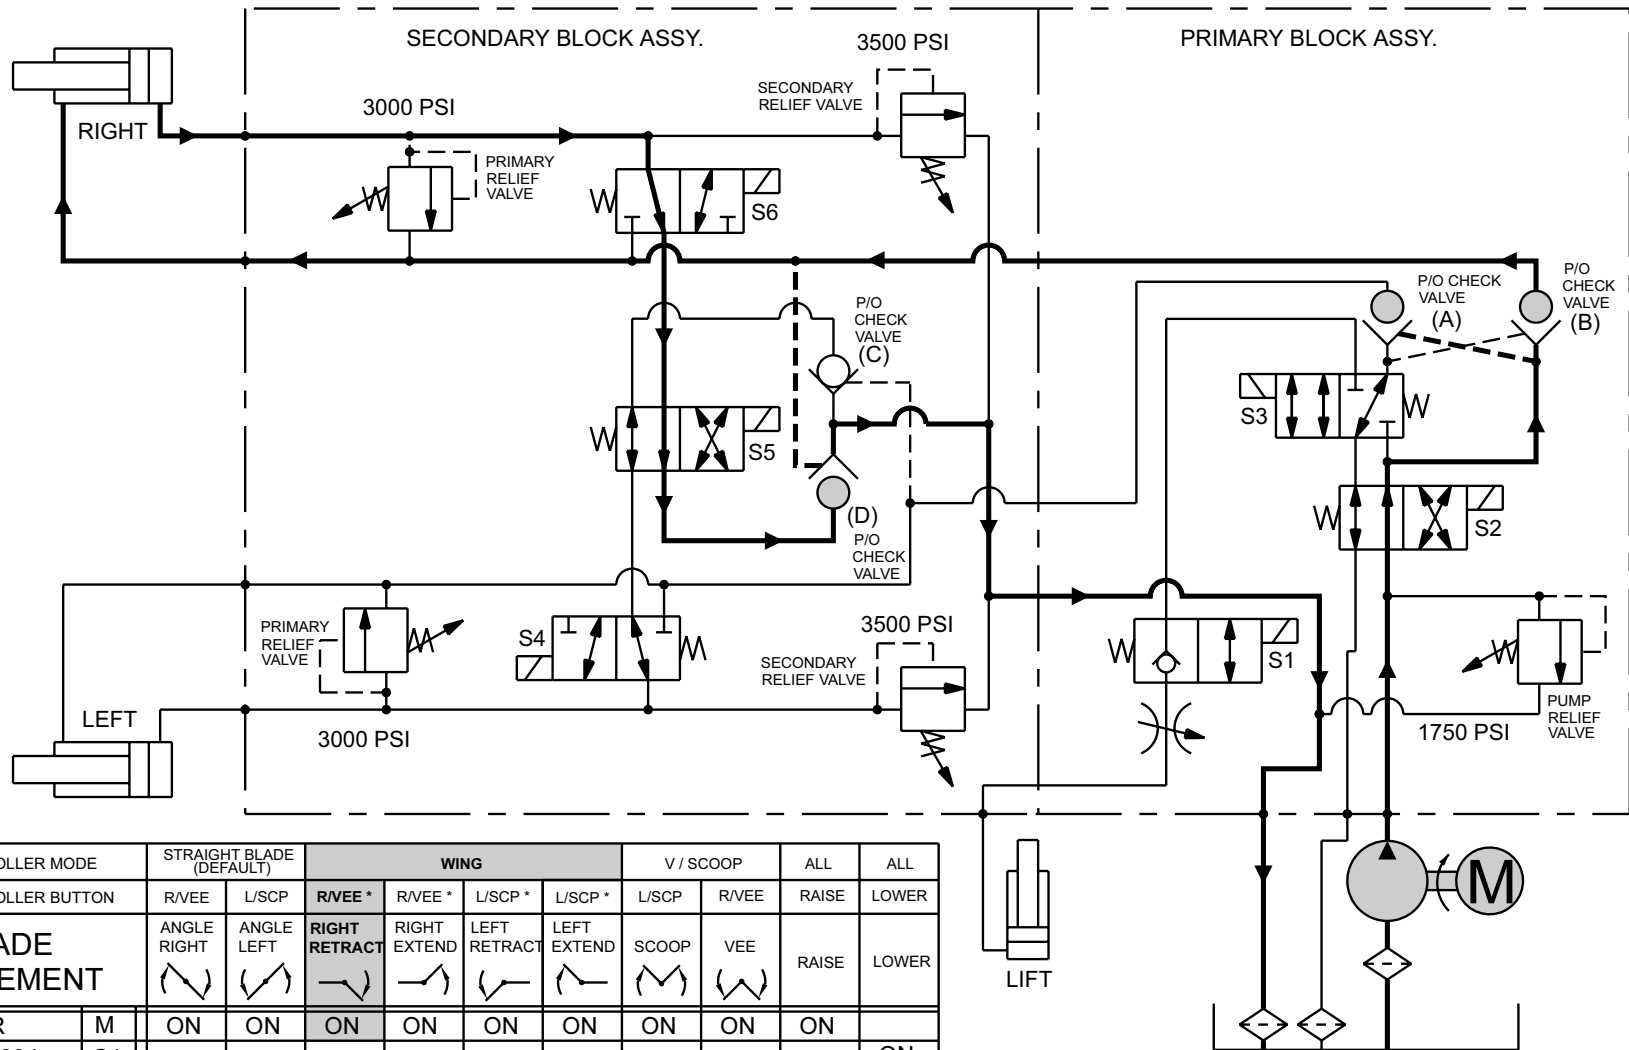 SECONDARY BLOCK ASSY.
3500 PSI
PRIMARY BLOCK ASSY.
SECONDARY
RELIEF VALVE
3000 PSI
RIGHT
PRIMARY
RELIEF
VALVE
S6
P/O
CHECK
VALVE
(C)
P/O CHECK
VALVE
(A)
P/O
CHECK
VALVE
(B)
S3
S5
(D)
P/O
CHECK
VALVE
S2
PRIMARY
RELIEF
VALVE
S4
3500 PSI
SECONDARY
RELIEF VALVE
S1
LEFT
3000 PSI
1750 PSI
PUMP
RELIEF
VALVE
M
LIFT
OLLER MODE
STRAIGHT BLADE
(DEFAULT)
WING
V / SCOOP
ALL
ALL
OLLER BUTTON
R/VEE
L/SCP
R/VEE *
R/VEE *
L/SCP *
L/SCP *
L/SCP
R/VEE
RAISE
LOWER
ADE
EMENT
ANGLE
RIGHT
ANGLE
LEFT
RIGHT
RETRACT
RIGHT
EXTEND
LEFT
RETRACT
LEFT
EXTEND
SCOOP
VEE
RAISE
LOWER
R
M
ON
ON
ON
ON
ON
ON
ON
ON
ON
ON